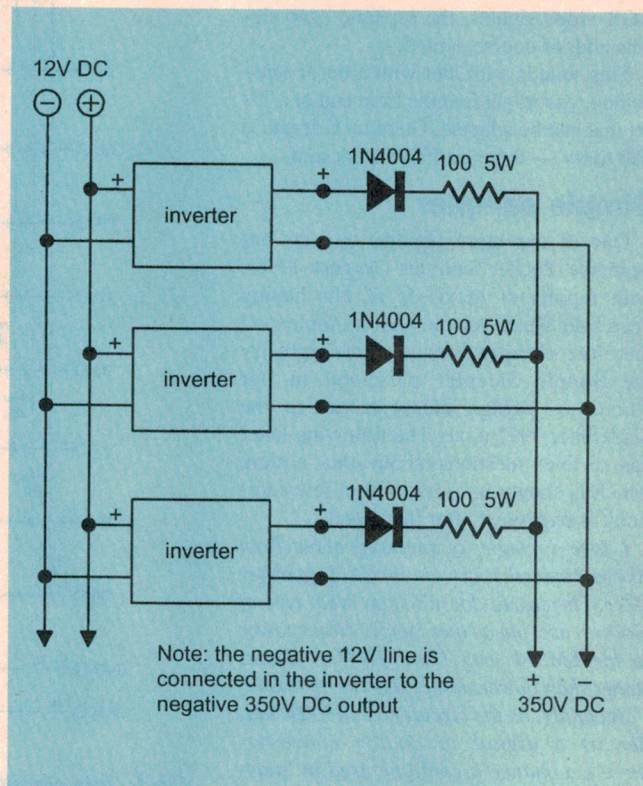 12V DC
− +
1N4004 100 5W
+ +
inverter
1N4004 100 5W
+ +
inverter
1N4004 100 5W
+ +
inverter
Note: the negative 12V line is
connected in the inverter to the
negative 350V DC output
+ −
350V DC